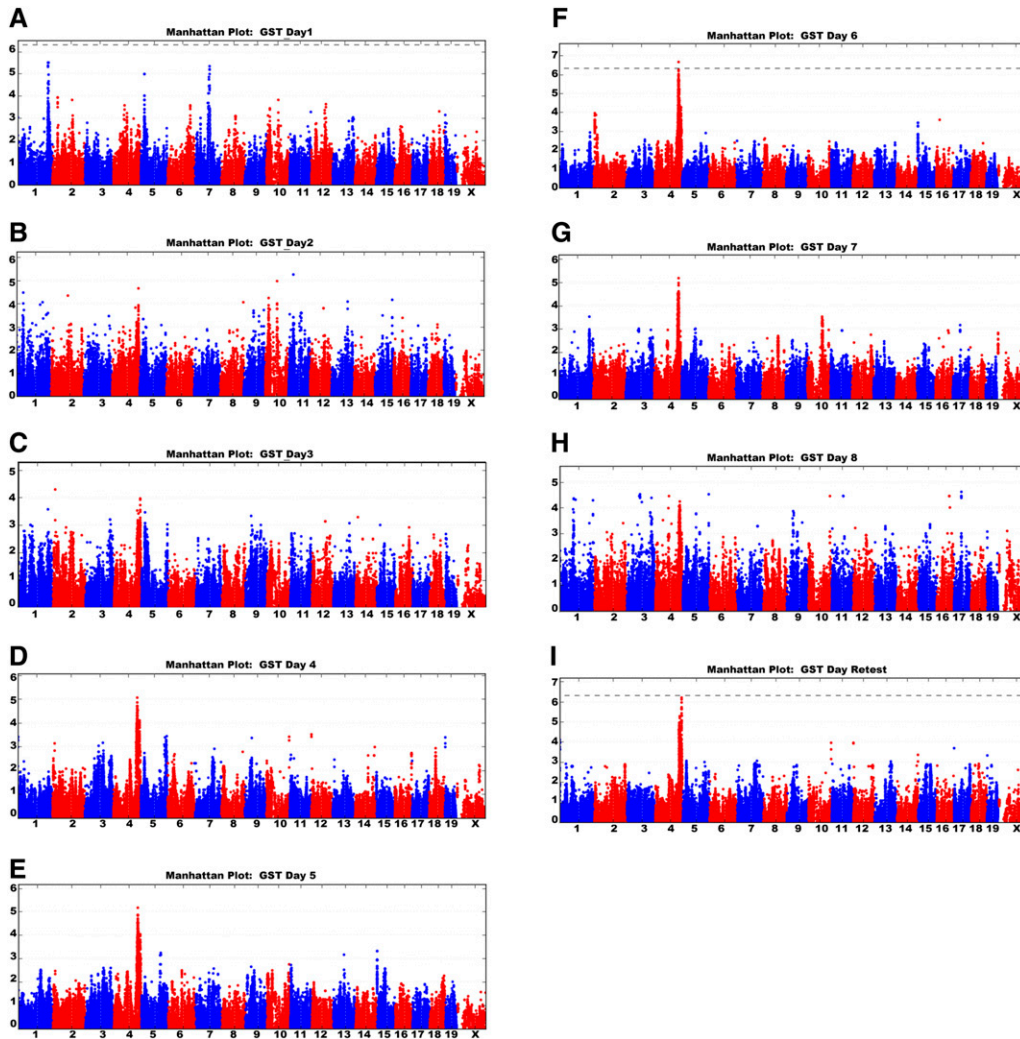 A
Manhattan Plot: GST_Day1
6
5
4
3
2
1
0
1 2 3 4 5 6 7 8 9 10 11 12 13 14 15 16 17 18 19 X
B
Manhattan Plot: GST_Day2
6
5
4
3
2
1
0
1 2 3 4 5 6 7 8 9 10 11 12 13 14 15 16 17 18 19 X
C
Manhattan Plot: GST_Day3
5
4
3
2
1
0
1 2 3 4 5 6 7 8 9 10 11 12 13 14 15 16 17 18 19 X
D
Manhattan Plot: GST Day 4
6
5
4
3
2
1
0
1 2 3 4 5 6 7 8 9 10 11 12 13 14 15 16 17 18 19 X
E
Manhattan Plot: GST Day 5
6
5
4
3
2
1
0
1 2 3 4 5 6 7 8 9 10 11 12 13 14 15 16 17 18 19 X
F
Manhattan Plot: GST Day 6
7
6
5
4
3
2
1
0
1 2 3 4 5 6 7 8 9 10 11 12 13 14 15 16 17 18 19 X
G
Manhattan Plot: GST Day 7
6
5
4
3
2
1
0
1 2 3 4 5 6 7 8 9 10 11 12 13 14 15 16 17 18 19 X
H
Manhattan Plot: GST Day 8
5
4
3
2
1
0
1 2 3 4 5 6 7 8 9 10 11 12 13 14 15 16 17 18 19 X
I
Manhattan Plot: GST Day Retest
7
6
5
4
3
2
1
0
1 2 3 4 5 6 7 8 9 10 11 12 13 14 15 16 17 18 19 X